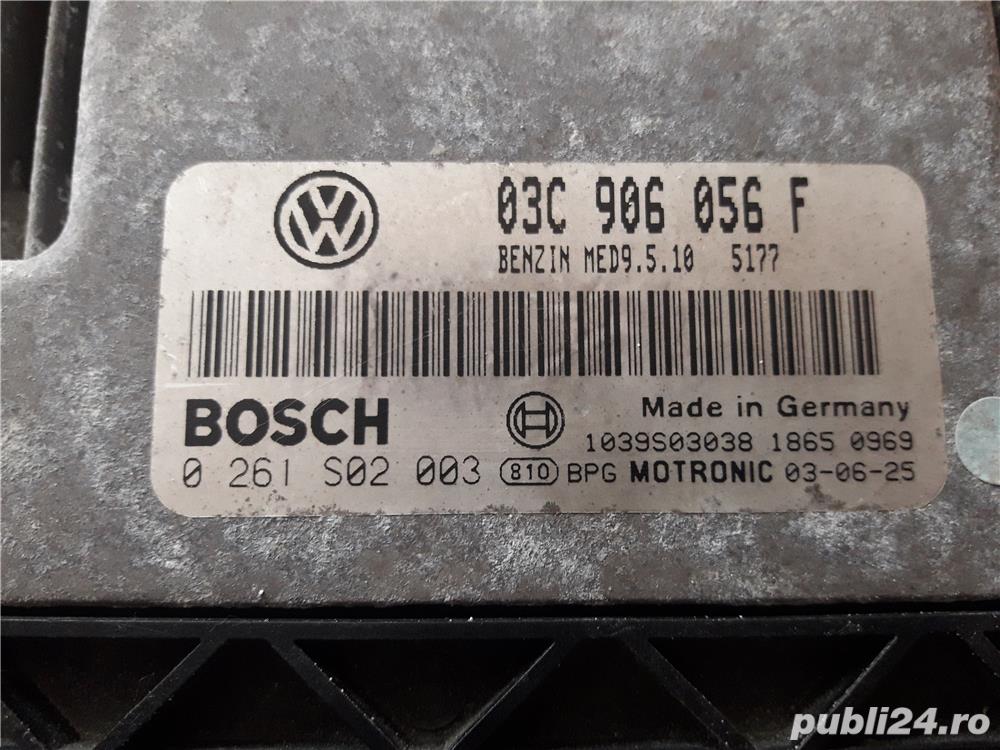 VW
03C 906 056 F
BENZIN MED9.5.10 5177
BOSCH
Made in Germany
1039S03038 1865 0969
0 261 S02 003 810 BPG MOTRONIC 03-06-25
publi24.ro